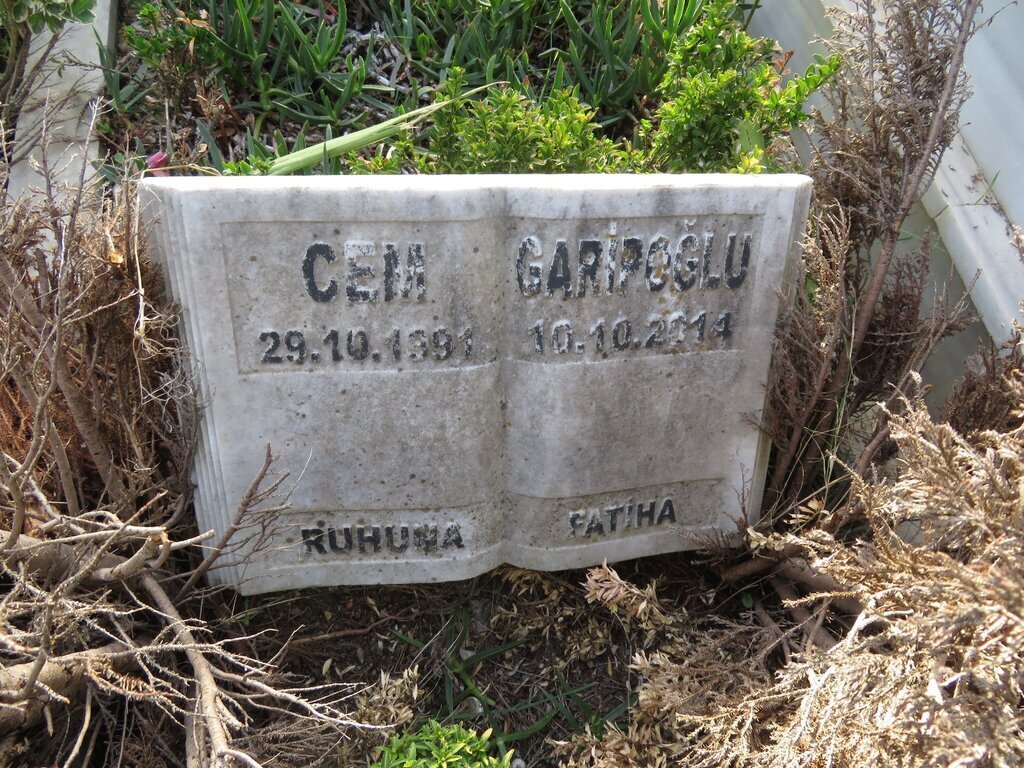 CEM GARİPOĞLU
29.10.1991 10.10.2014
RUHUNA FATİHA